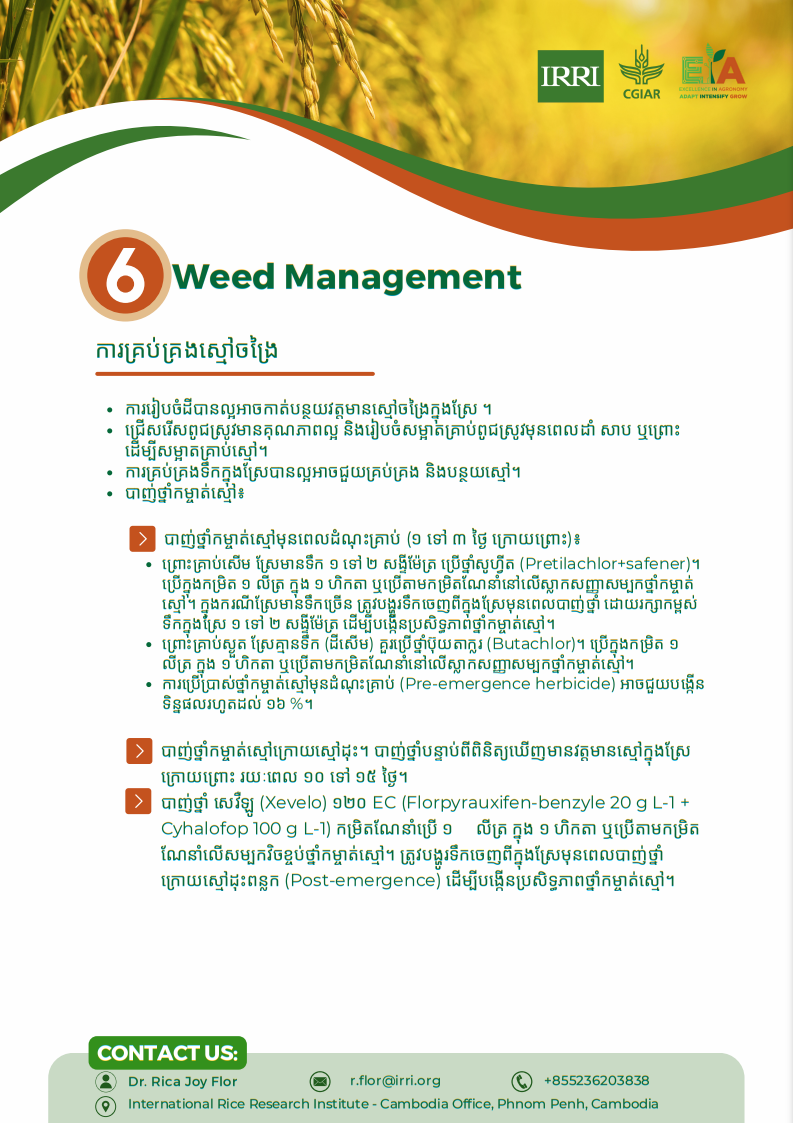 IRRI
CGIAR
EiA
EXCELLENCE IN AGRONOMY
ADAPT INTENSIFY GROW
6 Weed Management
ការគ្រប់គ្រងស្មៅចង្រៃ
• ការរៀបចំដីបានល្អអាចកាត់បន្ថយវត្តមានស្មៅចង្រៃក្នុងស្រែ ។
• ជ្រើសរើសពូជស្រូវមានគុណភាពល្អ និងរៀបចំសម្អាតគ្រាប់ពូជស្រូវមុនពេលដាំ សាប ឬព្រោះ
ដើម្បីសម្អាតគ្រាប់ស្មៅ។
• ការគ្រប់គ្រងទឹកក្នុងស្រែបានល្អអាចជួយគ្រប់គ្រង និងបន្ថយស្មៅ។
• បាញ់ថ្នាំកម្ចាត់ស្មៅ៖
បាញ់ថ្នាំកម្ចាត់ស្មៅមុនពេលដំណុះគ្រាប់ (១ ទៅ ៣ ថ្ងៃ ក្រោយព្រោះ)៖
• ព្រោះគ្រាប់សើម ស្រែមានទឹក ១ ទៅ ២ សង្ទីម៉ែត្រ ប្រើថ្នាំសូហ្វីត (Pretilachlor+safener)។
ប្រើក្នុងកម្រិត ១ លីត្រ ក្នុង ១ ហិកតា ឬប្រើតាមកម្រិតណែនាំនៅលើស្លាកសញ្ញាសម្បកថ្នាំកម្ចាត់
ស្មៅ។ ក្នុងករណីស្រែមានទឹកច្រើន ត្រូវបង្ហូរទឹកចេញពីក្នុងស្រែមុនពេលបាញ់ថ្នាំ ដោយរក្សាកម្ពស់
ទឹកក្នុងស្រែ ១ ទៅ ២ សង្ទីម៉ែត្រ ដើម្បីបង្កើនប្រសិទ្ធភាពថ្នាំកម្ចាត់ស្មៅ។
• ព្រោះគ្រាប់ស្ងួត ស្រែគ្មានទឹក (ដីសើម) គួរប្រើថ្នាំប៊ុយតាក្លរ (Butachlor)។ ប្រើក្នុងកម្រិត ១
លីត្រ ក្នុង ១ ហិកតា ឬប្រើតាមកម្រិតណែនាំនៅលើស្លាកសញ្ញាសម្បកថ្នាំកម្ចាត់ស្មៅ។
• ការប្រើប្រាស់ថ្នាំកម្ចាត់ស្មៅមុនដំណុះគ្រាប់ (Pre-emergence herbicide) អាចជួយបង្កើន
ទិន្នផលរហូតដល់ ១៦ %។
បាញ់ថ្នាំកម្ចាត់ស្មៅក្រោយស្មៅដុះ។ បាញ់ថ្នាំបន្ទាប់ពីពិនិត្យឃើញមានវត្តមានស្មៅក្នុងស្រែ
ក្រោយព្រោះ រយៈពេល ១០ ទៅ ១៥ ថ្ងៃ។
បាញ់ថ្នាំ សេវីឡូ (Xevelo) ១២០ EC (Florpyrauxifen-benzyle 20 g L-1 +
Cyhalofop 100 g L-1) កម្រិតណែនាំប្រើ ១ លីត្រ ក្នុង ១ ហិកតា ឬប្រើតាមកម្រិត
ណែនាំលើសម្បកវិចខ្ចប់ថ្នាំកម្ចាត់ស្មៅ។ ត្រូវបង្ហូរទឹកចេញពីក្នុងស្រែមុនពេលបាញ់ថ្នាំ
ក្រោយស្មៅដុះពន្លក (Post-emergence) ដើម្បីបង្កើនប្រសិទ្ធភាពថ្នាំកម្ចាត់ស្មៅ។
CONTACT US:
Dr. Rica Joy Flor r.flor@irri.org +855236203838
International Rice Research Institute - Cambodia Office, Phnom Penh, Cambodia